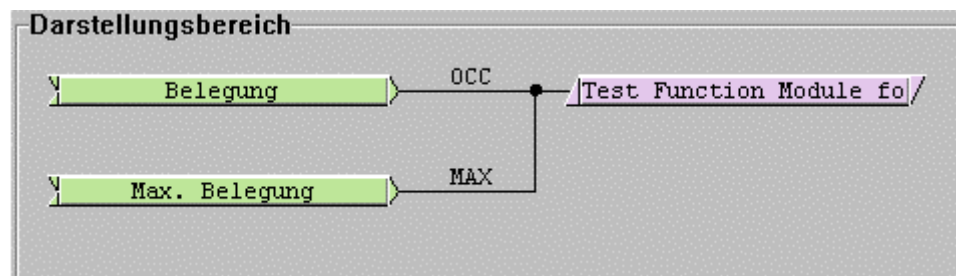 Darstellungsbereich
Belegung OCC Test Function Module fo
Max. Belegung MAX